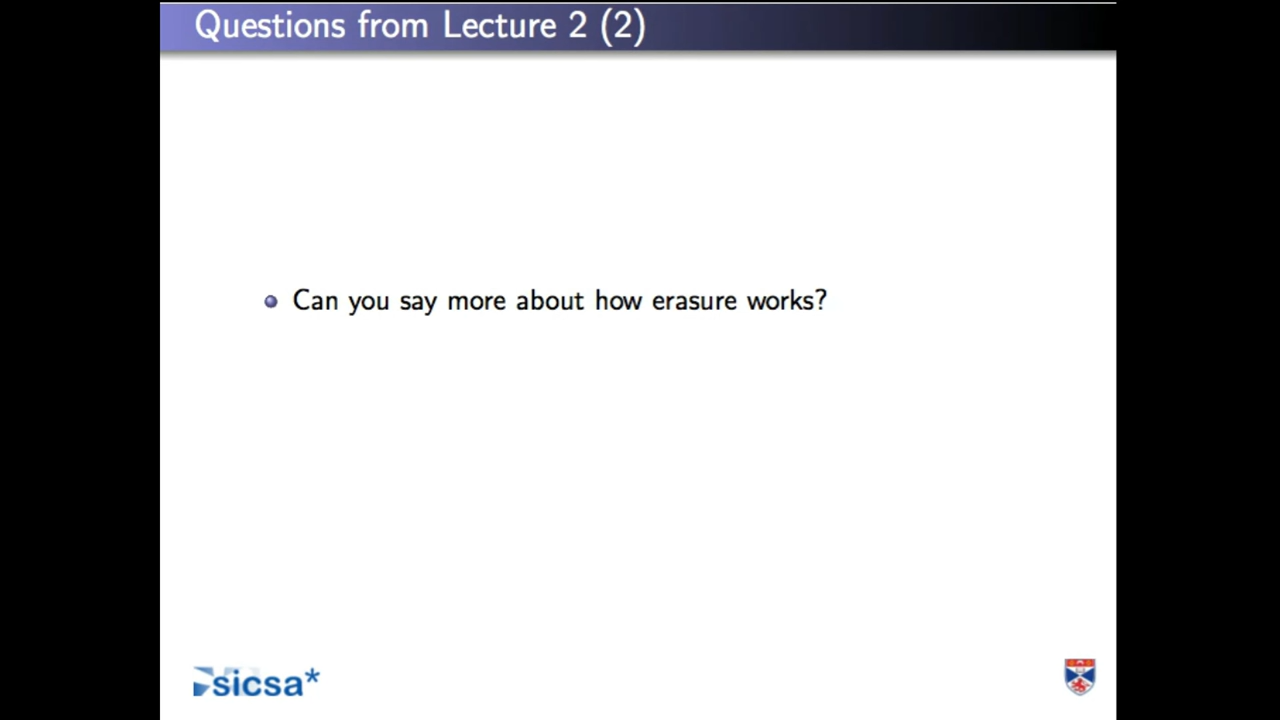 Questions from Lecture 2 (2)
Can you say more about how erasure works?
sicsa*